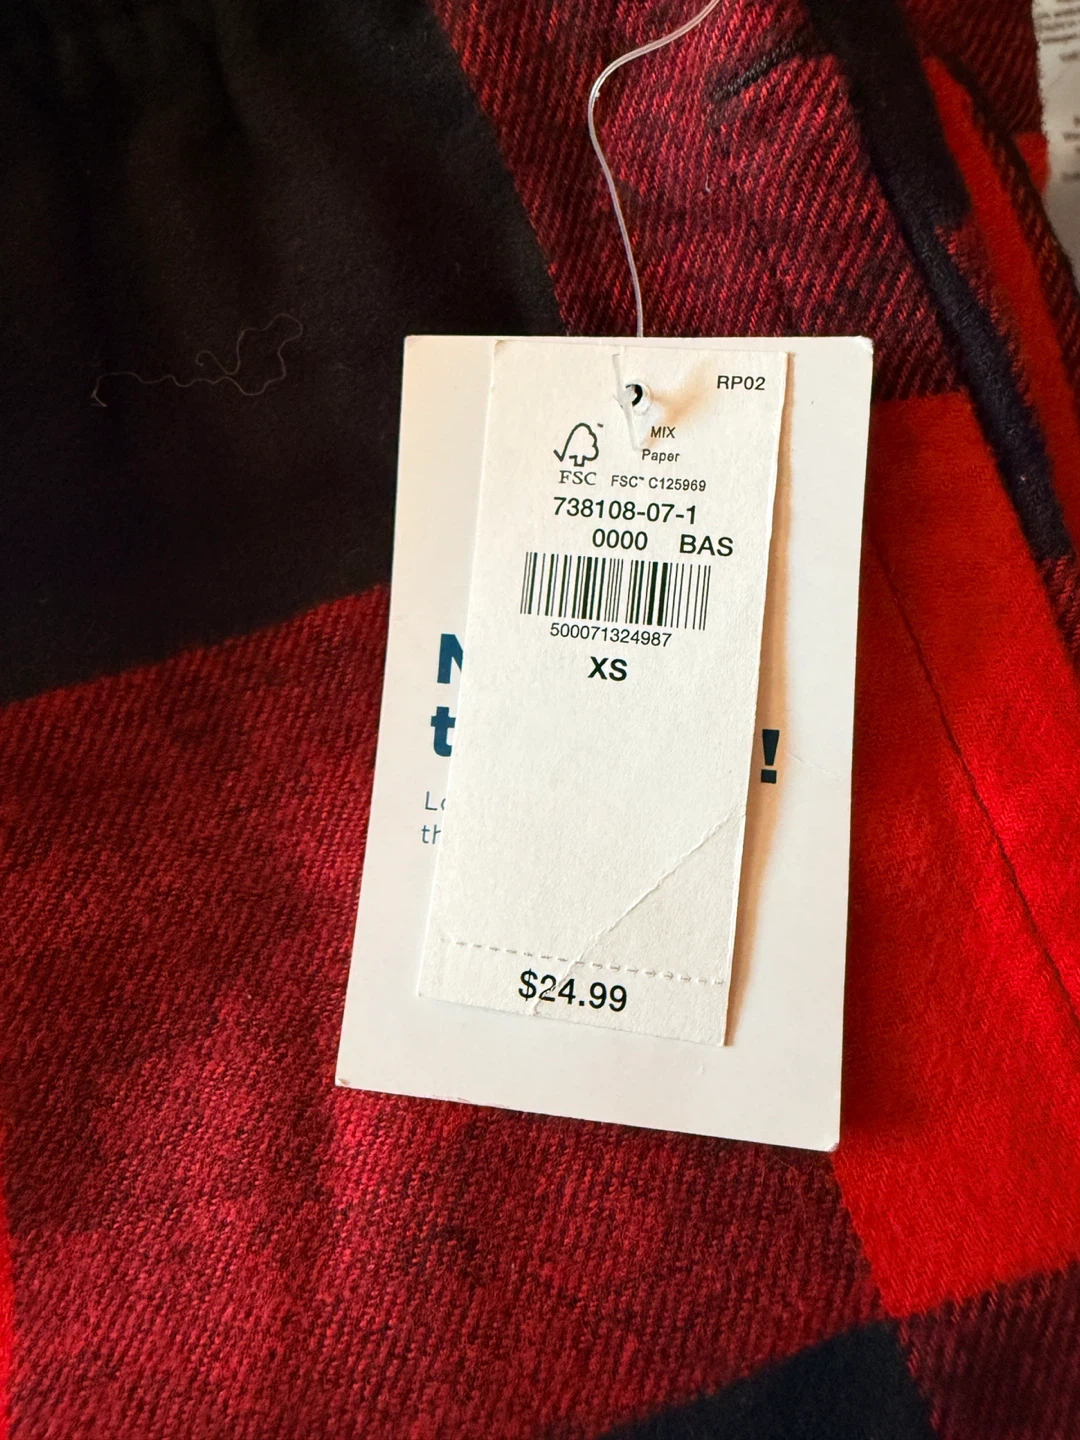 RP02
MIX
Paper
FSC
FSC™ C125969
738108-07-1
0000 BAS
500071324987
XS
!
$24.99